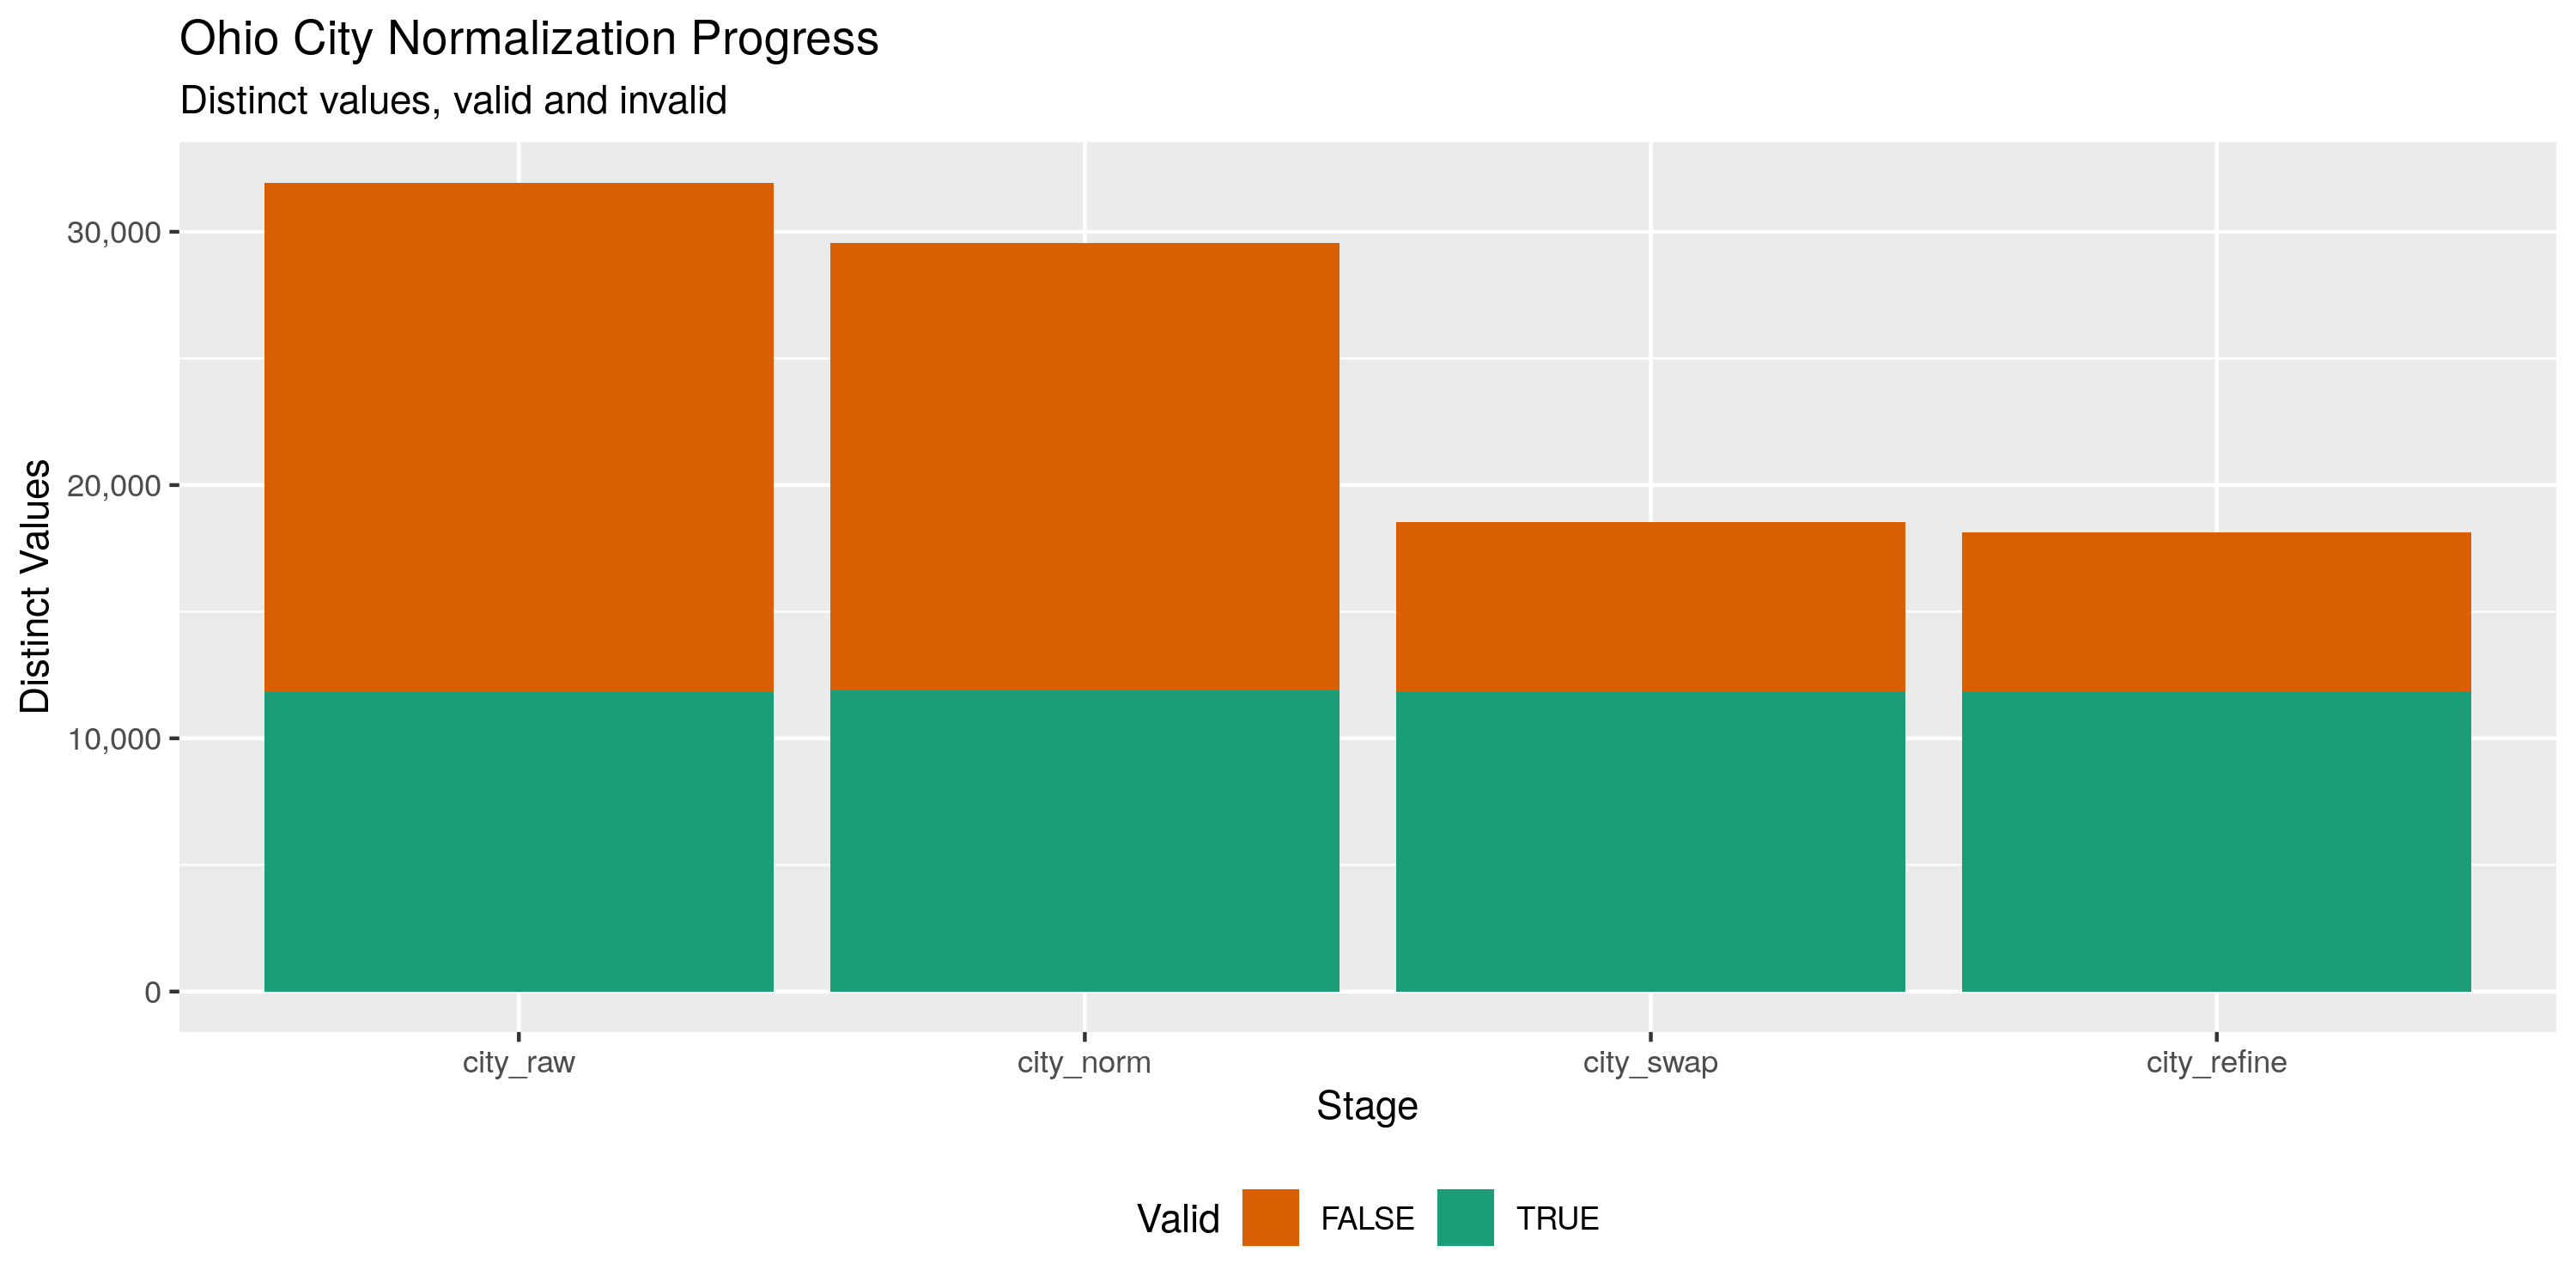 Ohio City Normalization Progress
Distinct values, valid and invalid
Distinct Values
30,000
20,000
10,000
0
city_raw city_norm city_swap city_refine
Stage
Valid FALSE TRUE